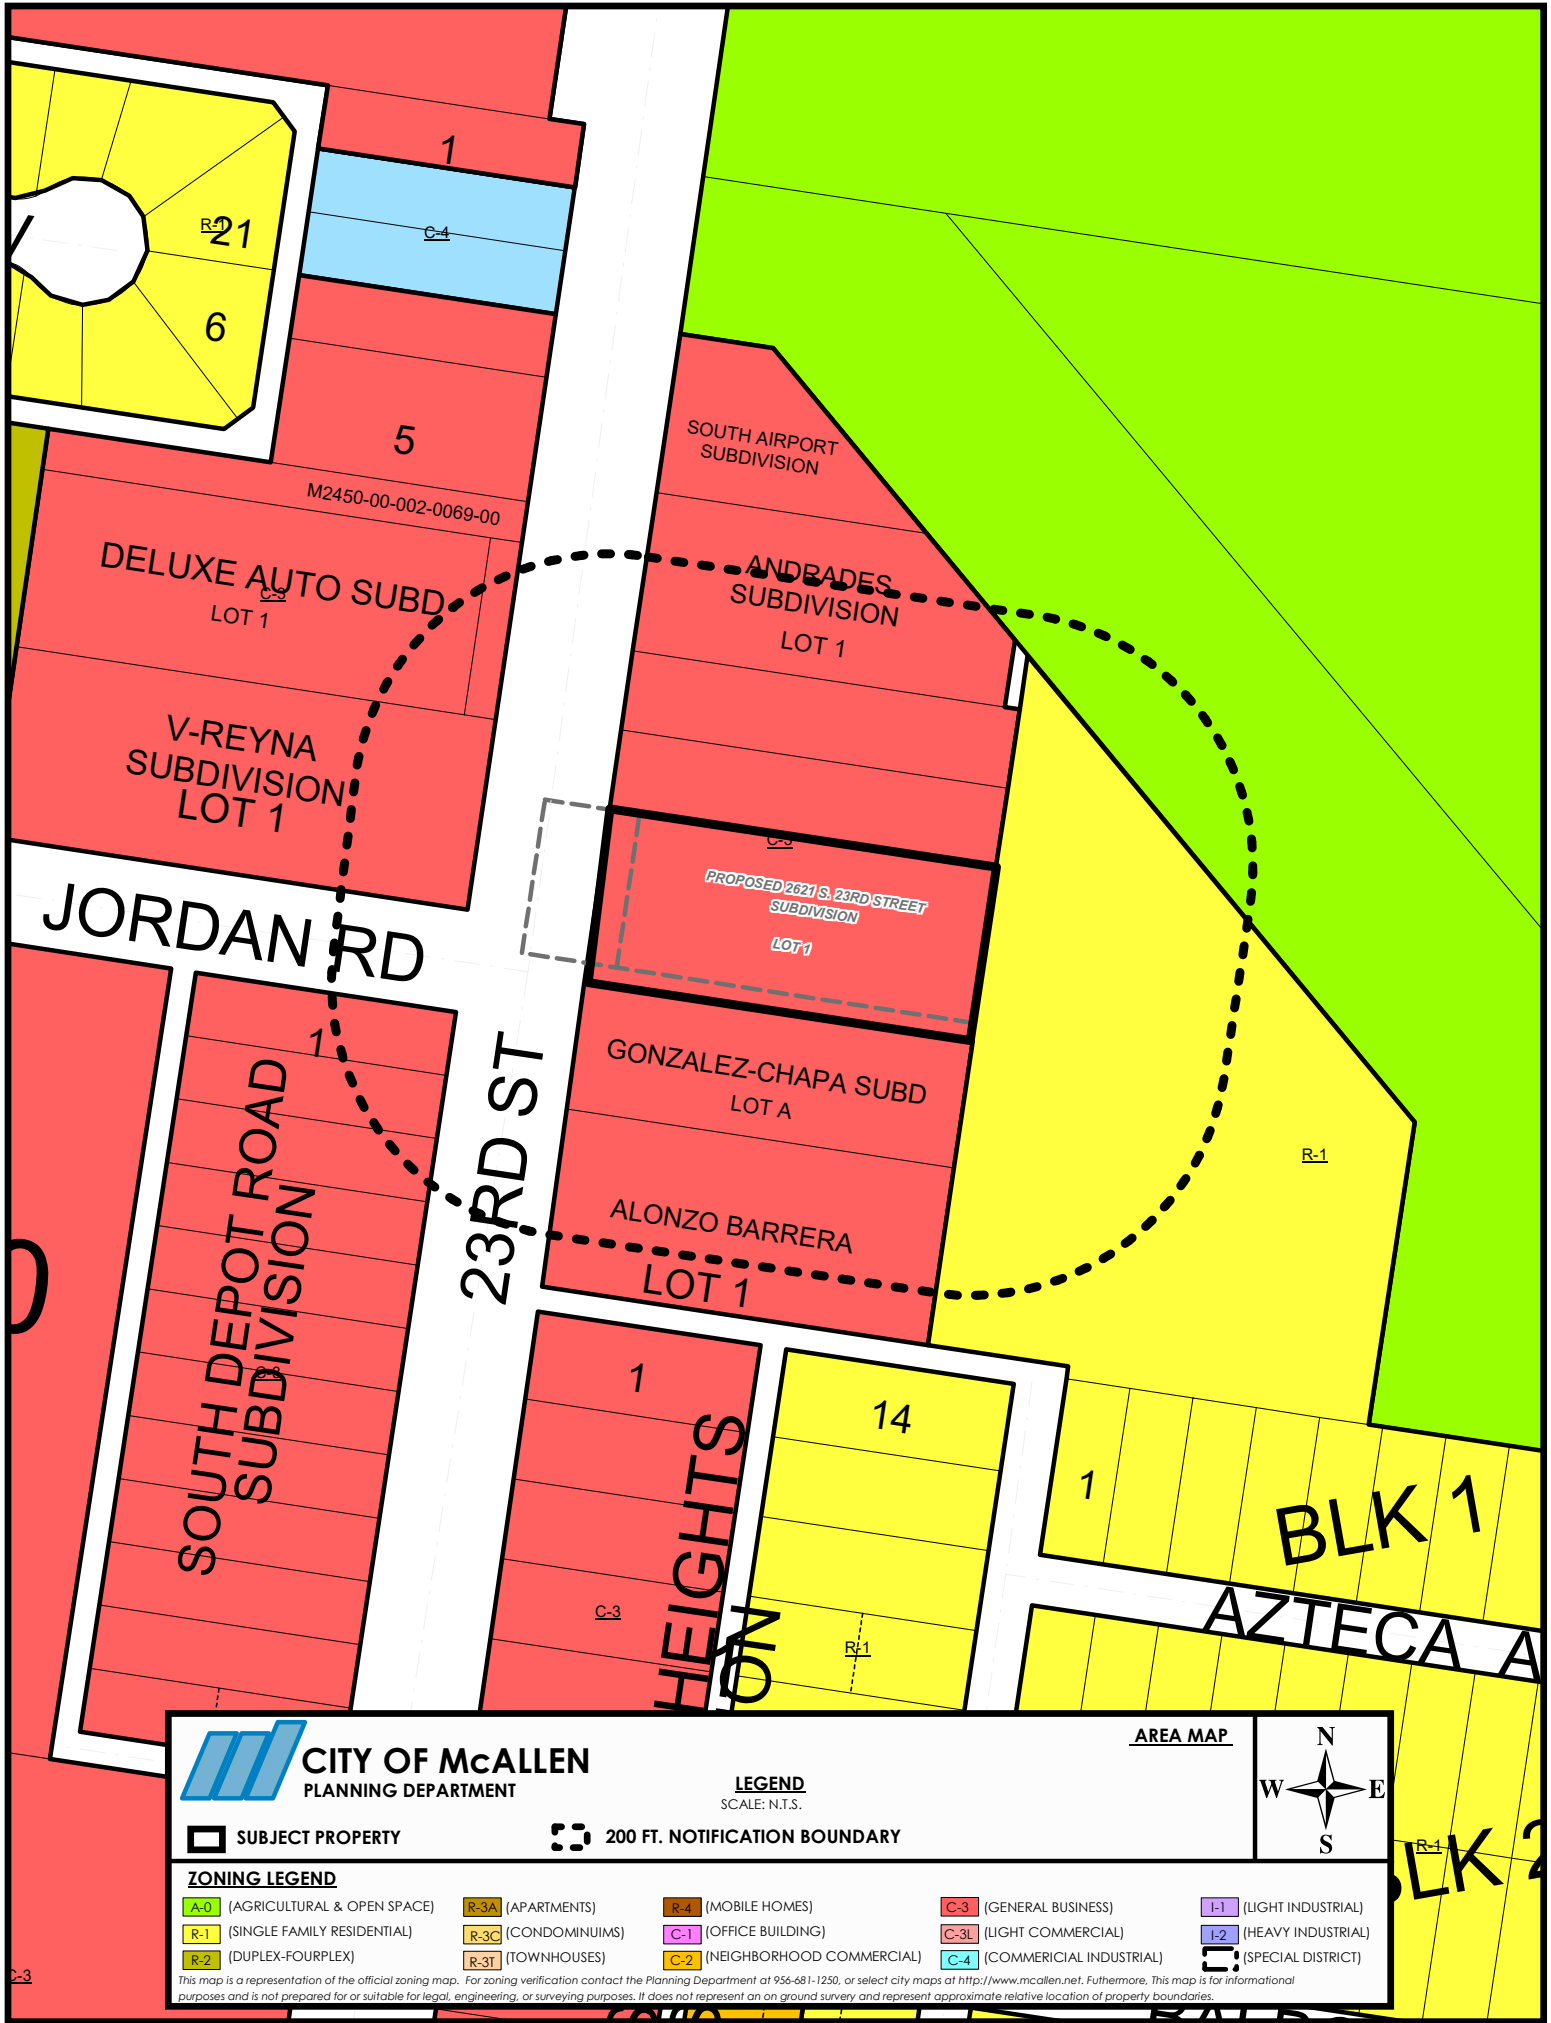 1
R-1
21
C-4
6
5
M2450-00-002-0069-00
SOUTH AIRPORT
SUBDIVISION
DELUXE AUTO SUBD
C-3
LOT 1
ANDRADES
SUBDIVISION
LOT 1
V-REYNA
SUBDIVISION
LOT 1
C-3
PROPOSED 2621 S. 23RD STREET
SUBDIVISION
LOT 1
JORDAN RD
1
GONZALEZ-CHAPA SUBD
LOT A
23RD ST
R-1
SOUTH DEPOT ROAD
SUBDIVISION
ALONZO BARRERA
LOT 1
0
C-3
1
14
1
BLK 1
HEIGHTS
ION
C-3
R-1
AZTECA A
CITY OF McALLEN
PLANNING DEPARTMENT
AREA MAP
LEGEND
SCALE: N.T.S.
N
W E
S
SUBJECT PROPERTY
200 FT. NOTIFICATION BOUNDARY
R-1
BLK 2
ZONING LEGEND
A-0 (AGRICULTURAL & OPEN SPACE)
R-1 (SINGLE FAMILY RESIDENTIAL)
R-2 (DUPLEX-FOURPLEX)
R-3A (APARTMENTS)
R-3C (CONDOMINUIMS)
R-3T (TOWNHOUSES)
R-4 (MOBILE HOMES)
C-1 (OFFICE BUILDING)
C-2 (NEIGHBORHOOD COMMERCIAL)
C-3 (GENERAL BUSINESS)
C-3L (LIGHT COMMERCIAL)
C-4 (COMMERICIAL INDUSTRIAL)
I-1 (LIGHT INDUSTRIAL)
I-2 (HEAVY INDUSTRIAL)
(SPECIAL DISTRICT)
This map is a representation of the official zoning map. For zoning verification contact the Planning Department at 956-681-1250, or select city maps at http://www.mcallen.net. Futhermore, This map is for informational
purposes and is not prepared for or suitable for legal, engineering, or surveying purposes. It does not represent an on ground survey and represent approximate relative location of property boundaries.
C-3